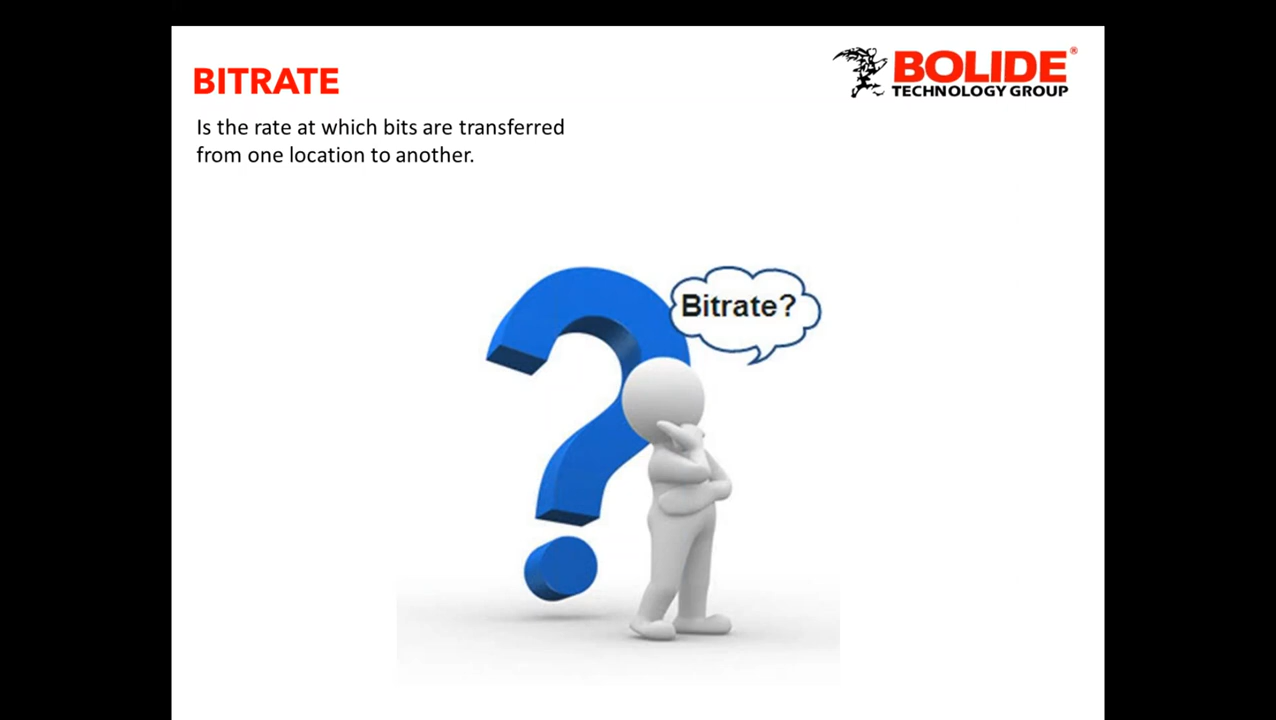 BITRATE
BOLIDE®
TECHNOLOGY GROUP
Is the rate at which bits are transferred
from one location to another.
Bitrate?